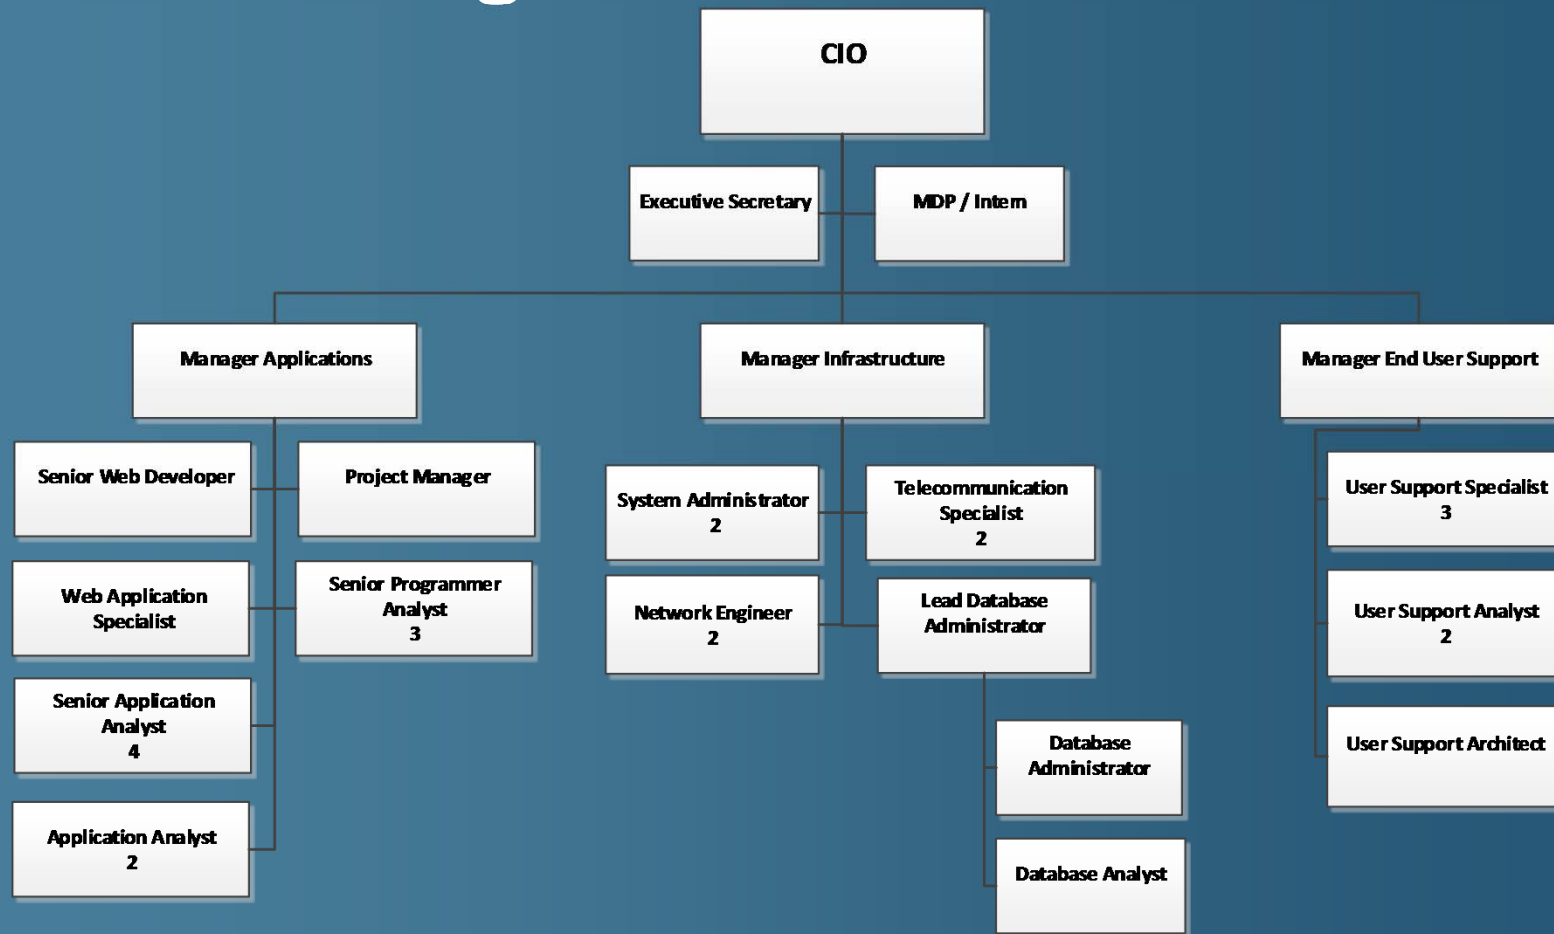 CIO
Executive Secretary
MDP / Intern
Manager Applications
Manager Infrastructure
Manager End User Support
Senior Web Developer
Project Manager
Web Application
Specialist
Senior Programmer
Analyst
3
Senior Application
Analyst
4
Application Analyst
2
System Administrator
2
Telecommunication
Specialist
2
Network Engineer
2
Lead Database
Administrator
Database
Administrator
Database Analyst
User Support Specialist
3
User Support Analyst
2
User Support Architect